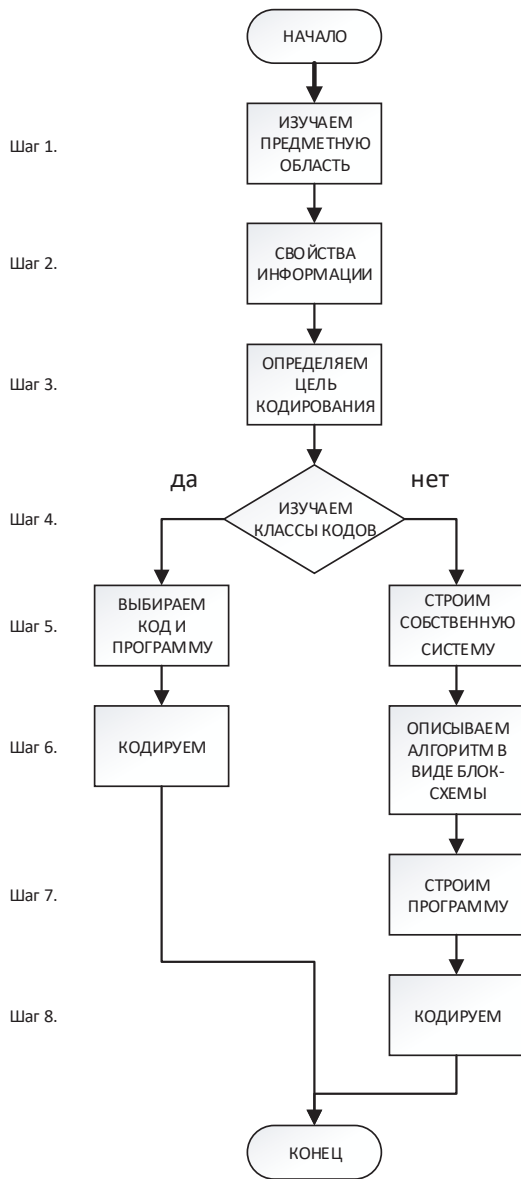 НАЧАЛО
Шаг 1.
ИЗУЧАЕМ
ПРЕДМЕТНУЮ
ОБЛАСТЬ
Шаг 2.
СВОЙСТВА
ИНФОРМАЦИИ
Шаг 3.
ОПРЕДЕЛЯЕМ
ЦЕЛЬ
КОДИРОВАНИЯ
да
нет
Шаг 4.
ИЗУЧАЕМ
КЛАССЫ КОДОВ
Шаг 5.
ВЫБИРАЕМ
КОД И
ПРОГРАММУ
СТРОИМ
СОБСТВЕННУЮ
СИСТЕМУ
Шаг 6.
КОДИРУЕМ
ОПИСЫВАЕМ
АЛГОРИТМ В
ВИДЕ БЛОК-
СХЕМЫ
Шаг 7.
СТРОИМ
ПРОГРАММУ
Шаг 8.
КОДИРУЕМ
КОНЕЦ